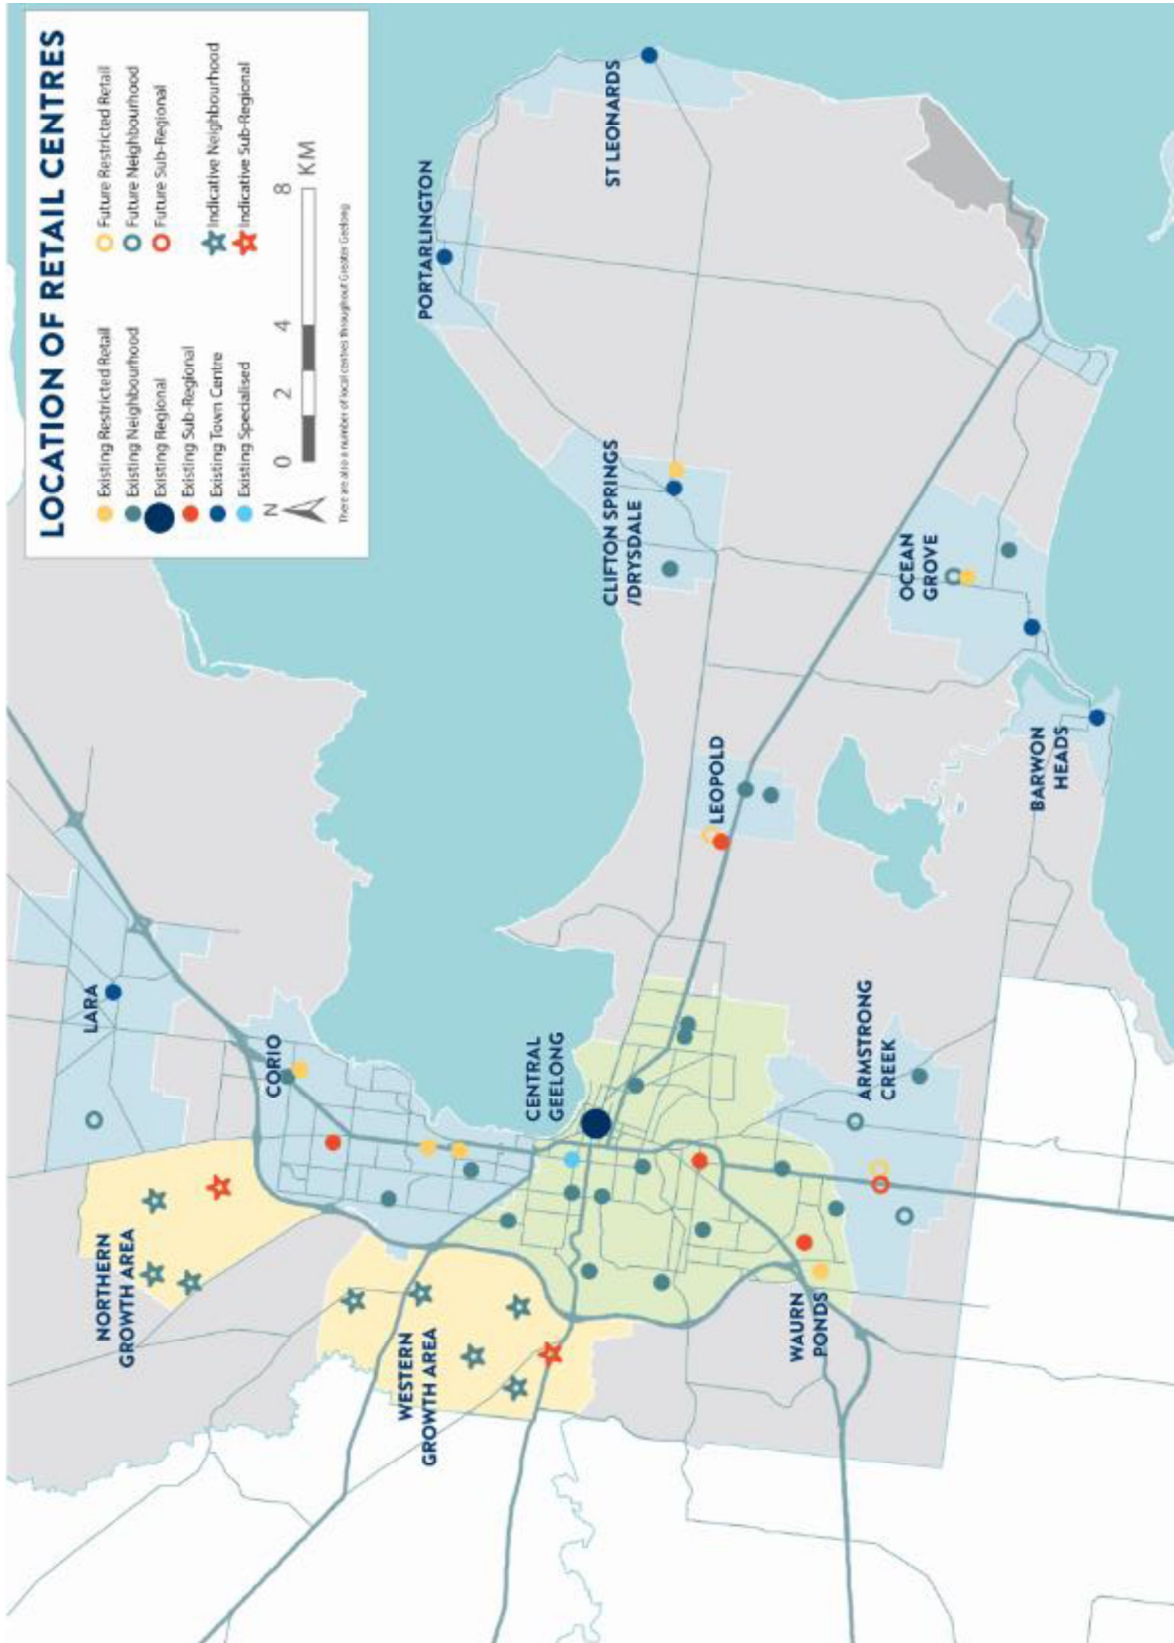 LOCATION OF RETAIL CENTRES
Existing Restricted Retail
Existing Neighbourhood
Existing Regional
Existing Sub-Regional
Existing Town Centre
Existing Specialised
Future Restricted Retail
Future Neighbourhood
Future Sub-Regional
Indicative Neighbourhood
Indicative Sub-Regional
N
0 2 4 8
KM
There are also a number of local centres throughout Greater Geelong
NORTHERN
GROWTH AREA
LARA
CORIO
WESTERN
GROWTH AREA
CENTRAL
GEELONG
PORTARLINGTON
ST LEONARDS
CLIFTON SPRINGS
/DRYSDALE
LEOPOLD
WAURN
PONDS
ARMSTRONG
CREEK
OCEAN
GROVE
BARWON
HEADS